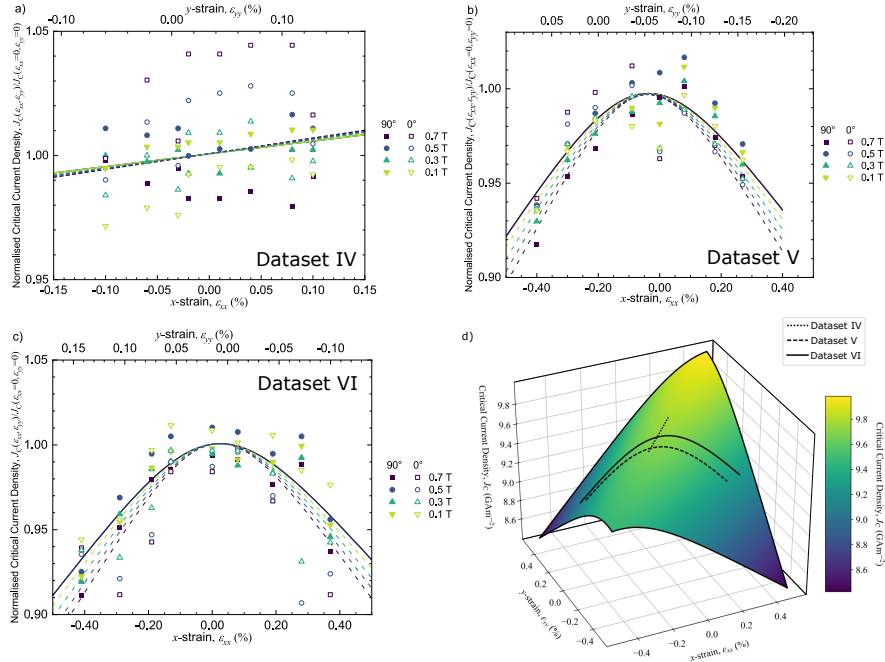 a)
y-strain, εyy (%)
-0.10 0.00 0.10
Normalised Critical Current Density, JC(εxx,εyy)/JC(εxx=0,εyy=0)
1.05
1.00
0.95
-0.15 -0.10 -0.05 0.00 0.05 0.10 0.15
x-strain, εxx (%)
Dataset IV
90° 0°
0.7 T
0.5 T
0.3 T
0.1 T
b)
y-strain, εyy (%)
0.10 0.05 0.00 -0.05 -0.10 -0.15 -0.20
Normalised Critical Current Density, JC(εxx,εyy)/JC(εxx=0,εyy=0)
1.05
1.00
0.95
0.90
-0.40 -0.20 0.00 0.20 0.40
x-strain, εxx (%)
Dataset V
90° 0°
0.7 T
0.5 T
0.3 T
0.1 T
c)
y-strain, εyy (%)
0.15 0.10 0.05 0.00 -0.05 -0.10
Normalised Critical Current Density, JC(εxx,εyy)/JC(εxx=0,εyy=0)
1.05
1.00
0.95
0.90
-0.40 -0.20 0.00 0.20 0.40
x-strain, εxx (%)
Dataset VI
90° 0°
0.7 T
0.5 T
0.3 T
0.1 T
d)
Dataset IV
Dataset V
Dataset VI
Critical Current Density, JC (GAm⁻²)
9.8
9.6
9.4
9.2
9.0
8.8
8.6
0.4
0.2
0.0
-0.2
-0.4
y-strain, εyy (%)
-0.4 -0.2 0.0 0.2 0.4
x-strain, εxx (%)
9.8
9.6
9.4
9.2
9.0
8.8
8.6
Critical Current Density, JC (GAm⁻²)